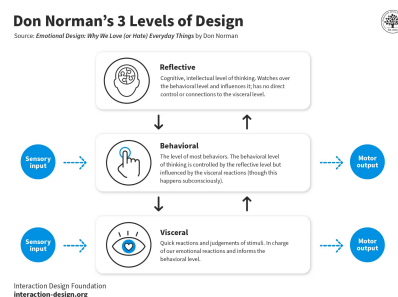 Don Norman's 3 Levels of Design
Source: Emotional Design: Why We Love (or Hate) Everyday Things by Don Norman
Reflective
Cognitive, intellectual level of thinking. Watches over
the behavioral level and influences it; has no direct
control or connections to the visceral level.
Sensory
input
Behavioral
The level of most behaviors. The behavioral level
of thinking is controlled by the reflective level but
influenced by the visceral reactions (though this
happens subconsciously).
Motor
output
Sensory
input
Visceral
Quick reactions and judgements of stimuli. In charge
of our emotional reactions and informs the
behavioral level.
Motor
output
Interaction Design Foundation
interaction-design.org